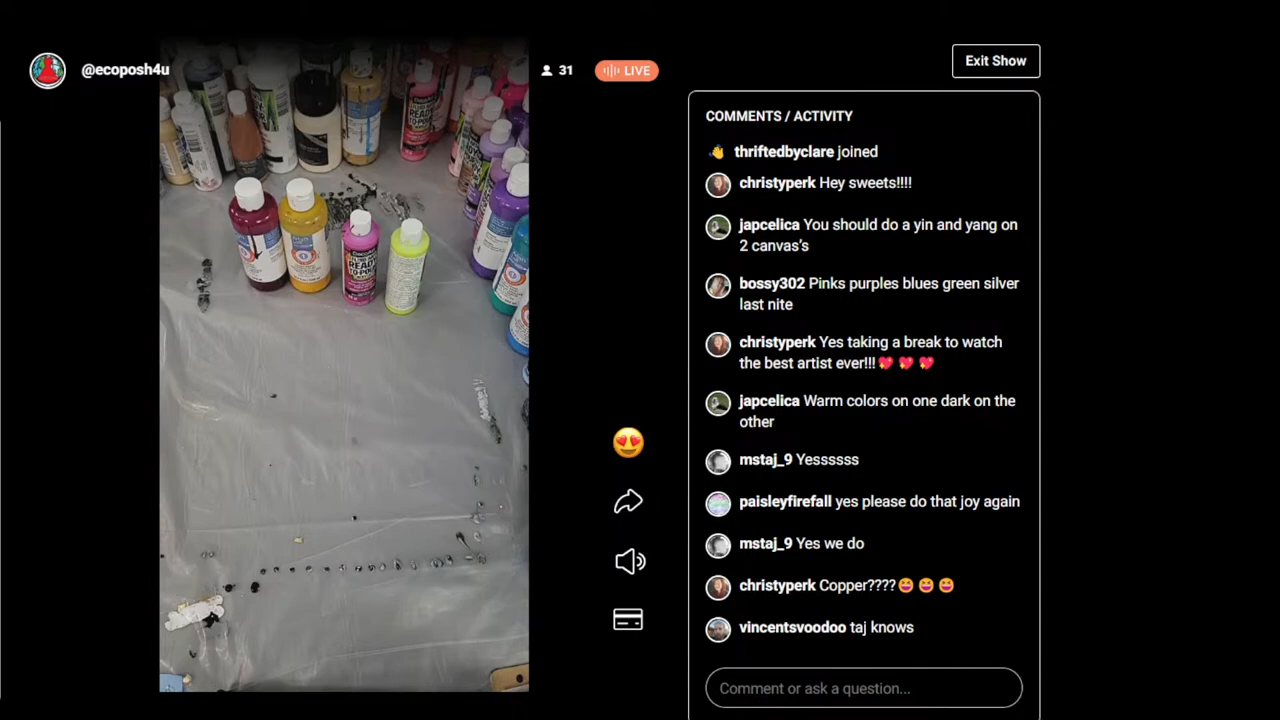 @ecoposh4u
31
LIVE
Exit Show
COMMENTS / ACTIVITY
thriftedbyclare joined
christyperk Hey sweets!!!!
japcelica You should do a yin and yang on
2 canvas's
bossy302 Pinks purples blues green silver
last nite
christyperk Yes taking a break to watch
the best artist ever!!!💖 💖 💖
japcelica Warm colors on one dark on the
other
mstaj_9 Yessssss
paisleyfirefall yes please do that joy again
mstaj_9 Yes we do
christyperk Copper????😄 😄 😄
vincentsvoodoo taj knows
Comment or ask a question...
READY